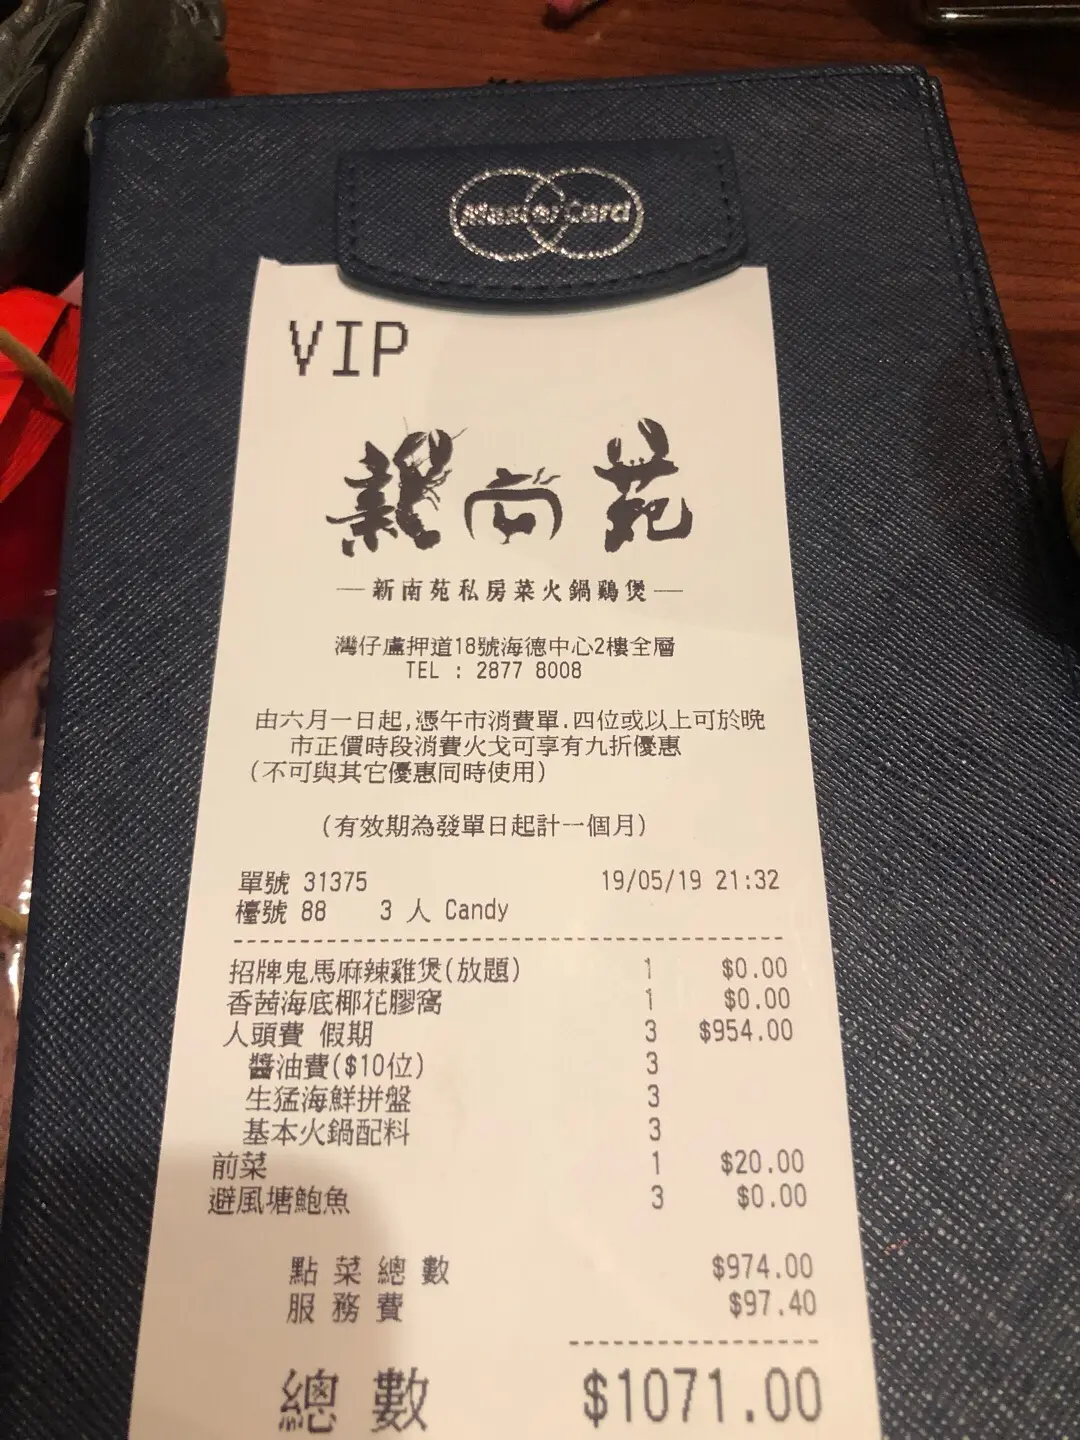 MasterCard
VIP
新南苑
新南苑私房菜火鍋鷄煲
灣仔盧押道18號海德中心2樓全層
TEL : 2877 8008
由六月一日起,憑午市消費單.四位或以上可於晚
市正價時段消費火戈可享有九折優惠
(不可與其它優惠同時使用)
(有效期為發單日起計一個月)
單號 31375 19/05/19 21:32
檯號 88 3 人 Candy
招牌鬼馬麻辣雞煲(放題) 1 $0.00
香茜海底椰花膠窩 1 $0.00
人頭費 假期 3 $954.00
醬油費($10位) 3
生猛海鮮拼盤 3
基本火鍋配料 3
前菜 1 $20.00
避風塘鮑魚 3 $0.00
點菜總數 $974.00
服務費 $97.40
總數 $1071.00